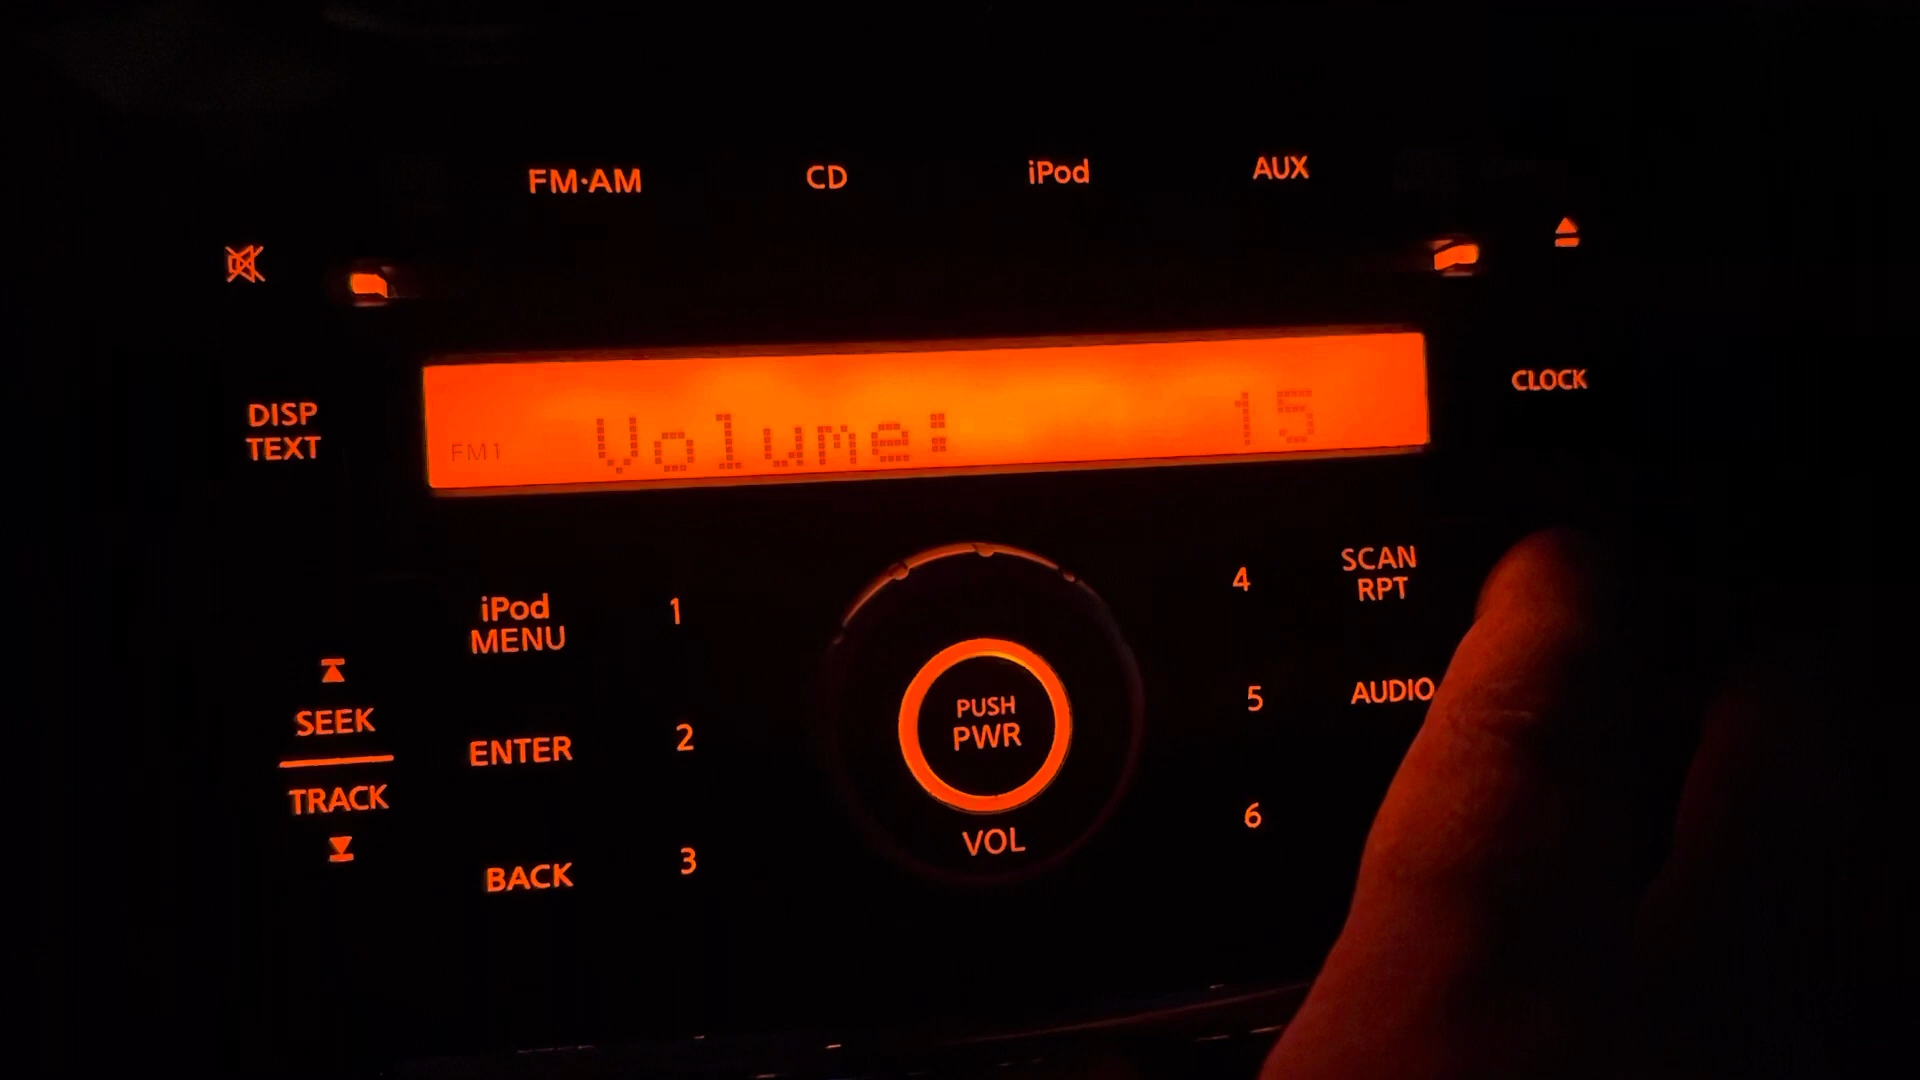 FM·AM CD iPod AUX
DISP
TEXT
FM1 Volume: 15
CLOCK
iPod
MENU
1
4
SCAN
RPT
SEEK
TRACK
ENTER
2
PUSH
PWR
5
AUDIO
BACK
3
VOL
6